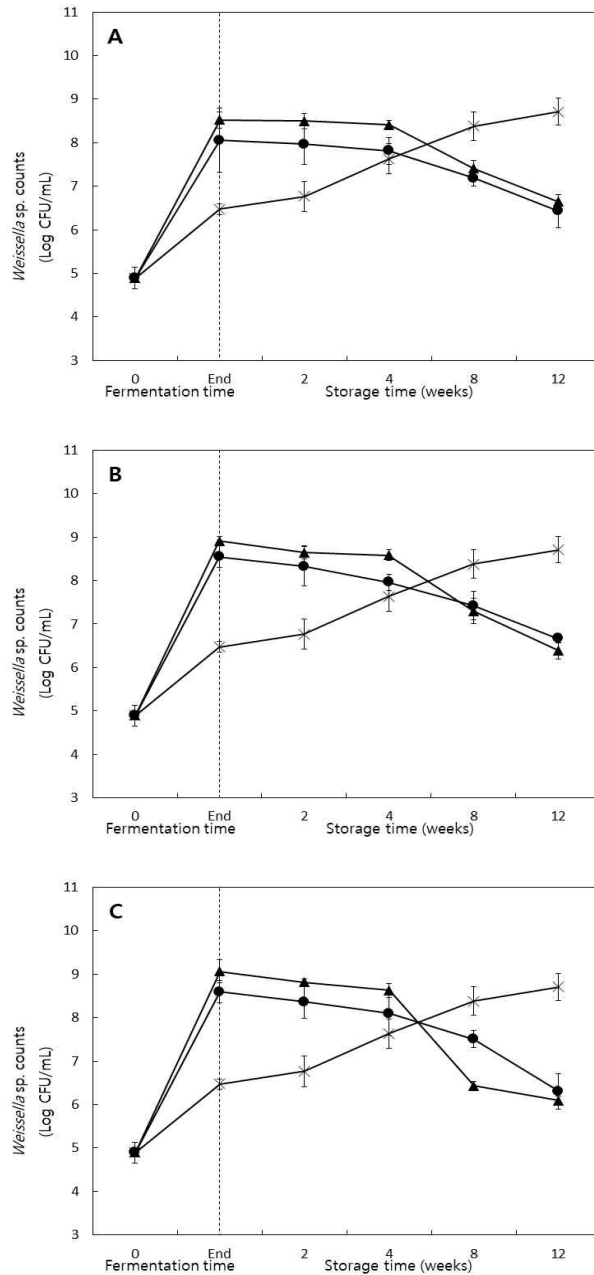 A
11
10
9
8
7
6
5
4
3
Weissella sp. counts
(Log CFU/mL)
0 End 2 4 8 12
Fermentation time Storage time (weeks)
B
11
10
9
8
7
6
5
4
3
Weissella sp. counts
(Log CFU/mL)
0 End 2 4 8 12
Fermentation time Storage time (weeks)
C
11
10
9
8
7
6
5
4
3
Weissella sp. counts
(Log CFU/mL)
0 End 2 4 8 12
Fermentation time Storage time (weeks)